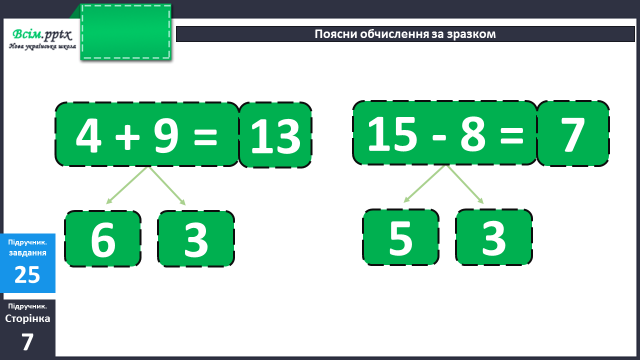 Всім.pptx
Нова українська школа
Поясни обчислення за зразком
4 + 9 = 13
15 - 8 = 7
6 3
5 3
Підручник.
завдання
25
Підручник.
Сторінка
7